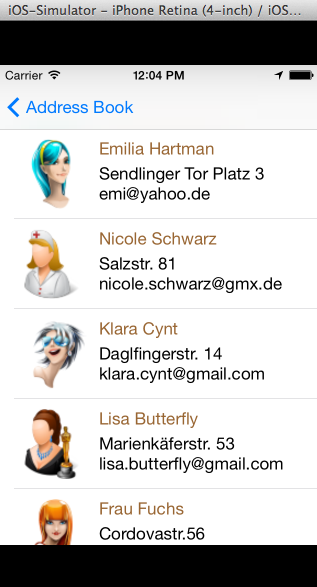 iOS-Simulator – iPhone Retina (4-inch) / iOS...
Carrier 12:04 PM
Address Book
Emilia Hartman
Sendlinger Tor Platz 3
emi@yahoo.de
Nicole Schwarz
Salzstr. 81
nicole.schwarz@gmx.de
Klara Cynt
Daglfingerstr. 14
klara.cynt@gmail.com
Lisa Butterfly
Marienkäferstr. 53
lisa.butterfly@gmail.com
Frau Fuchs
Cordovastr.56